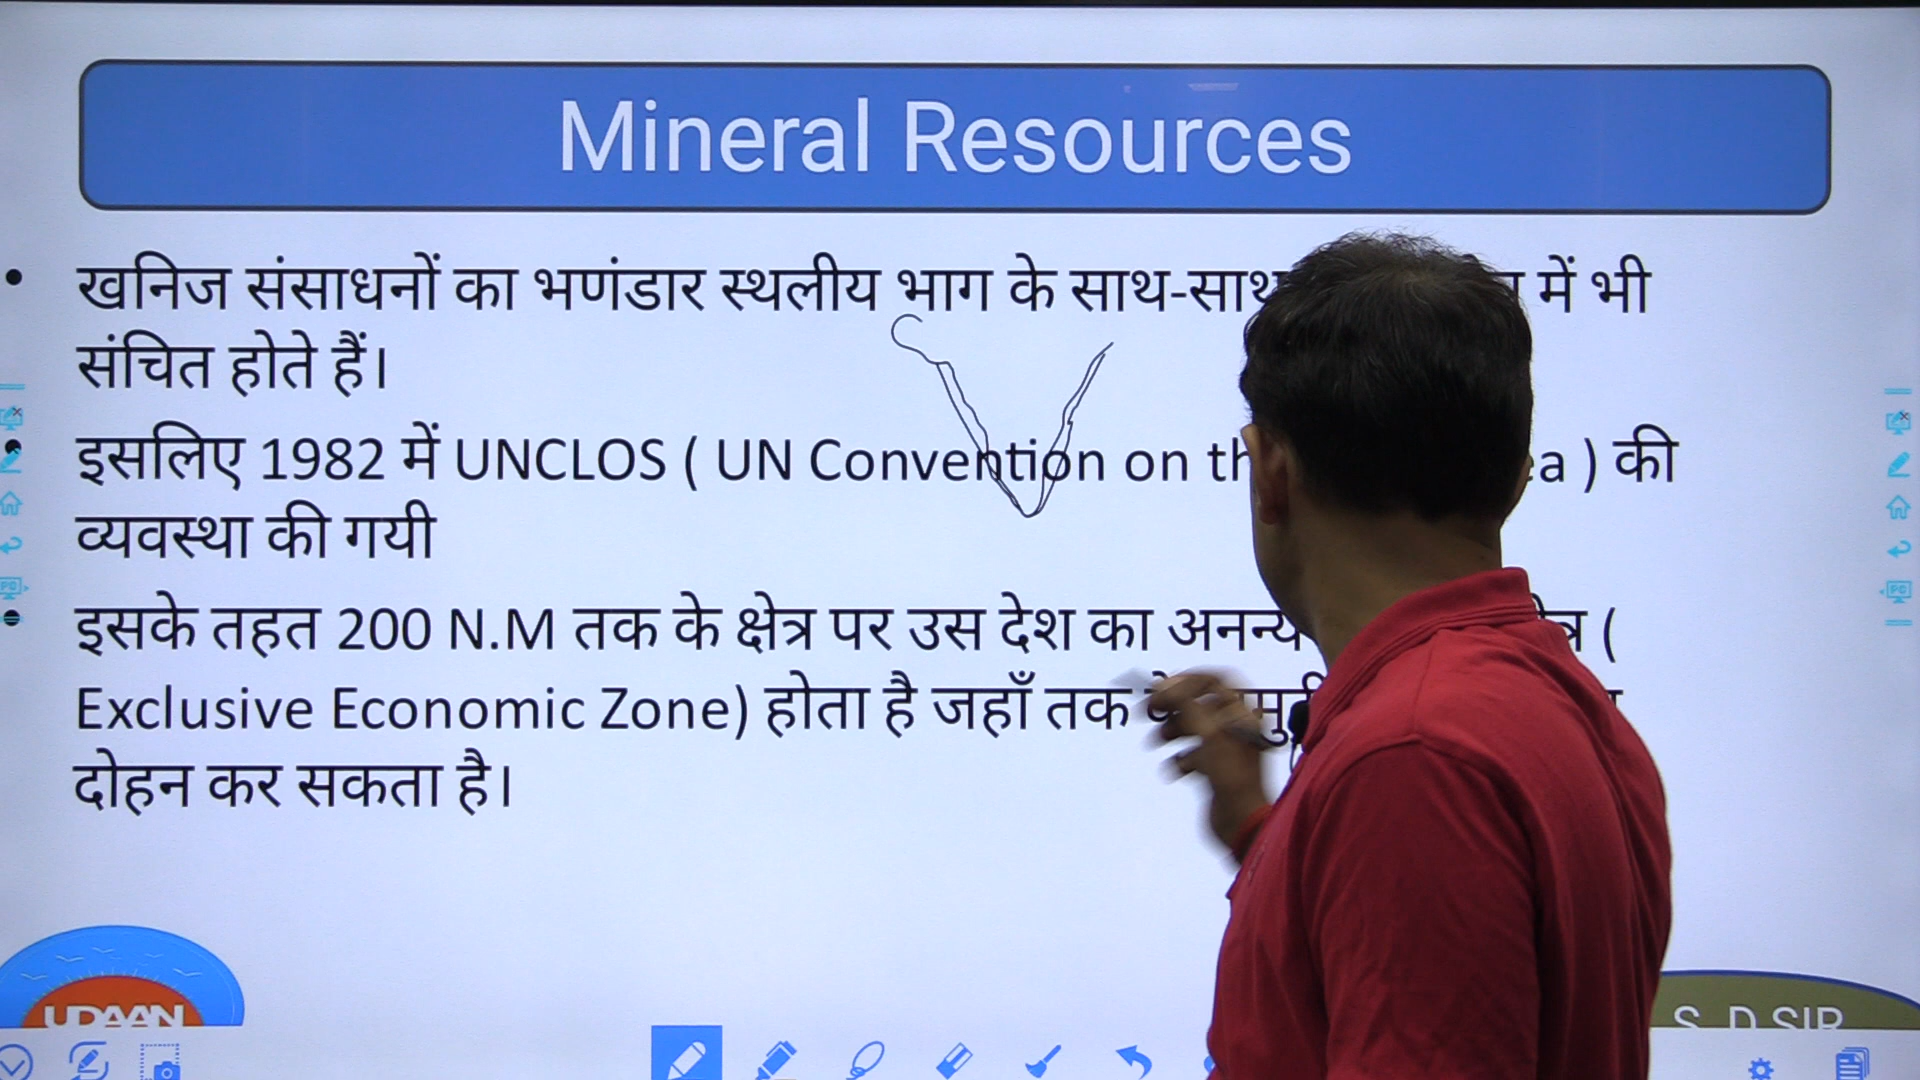 Mineral Resources
खनिज संसाधनों का भणंडार स्थलीय भाग के साथ-साथ में भी
संचित होते हैं।
इसलिए 1982 में UNCLOS ( UN Convention on ) की
व्यवस्था की गयी
इसके तहत 200 N.M तक के क्षेत्र पर उस देश का अनन्य (
Exclusive Economic Zone) होता है जहाँ तक
दोहन कर सकता है।
UDAAN
S. D SIR